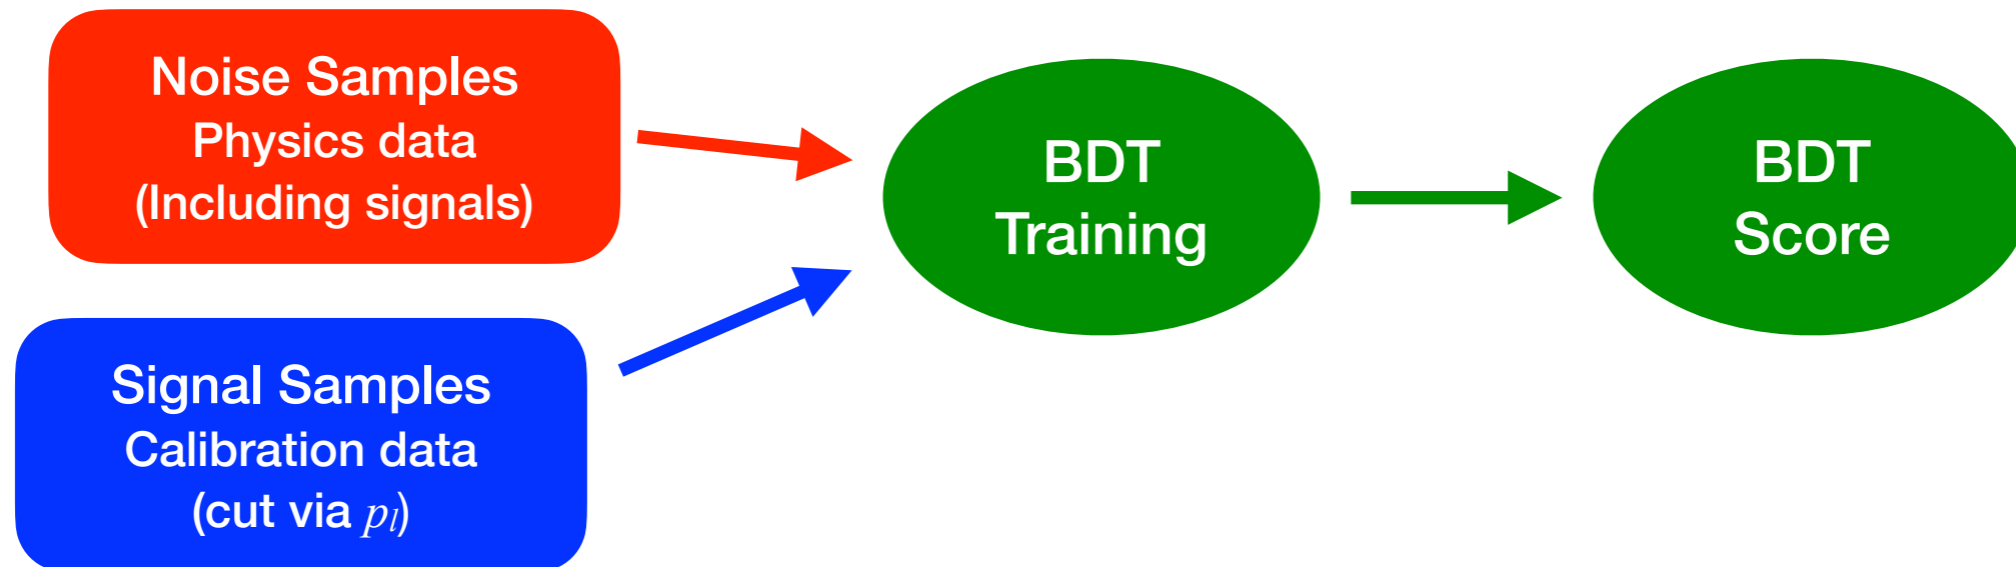 Noise Samples
Physics data
(Including signals)
Signal Samples
Calibration data
(cut via pₗ)
BDT
Training
BDT
Score